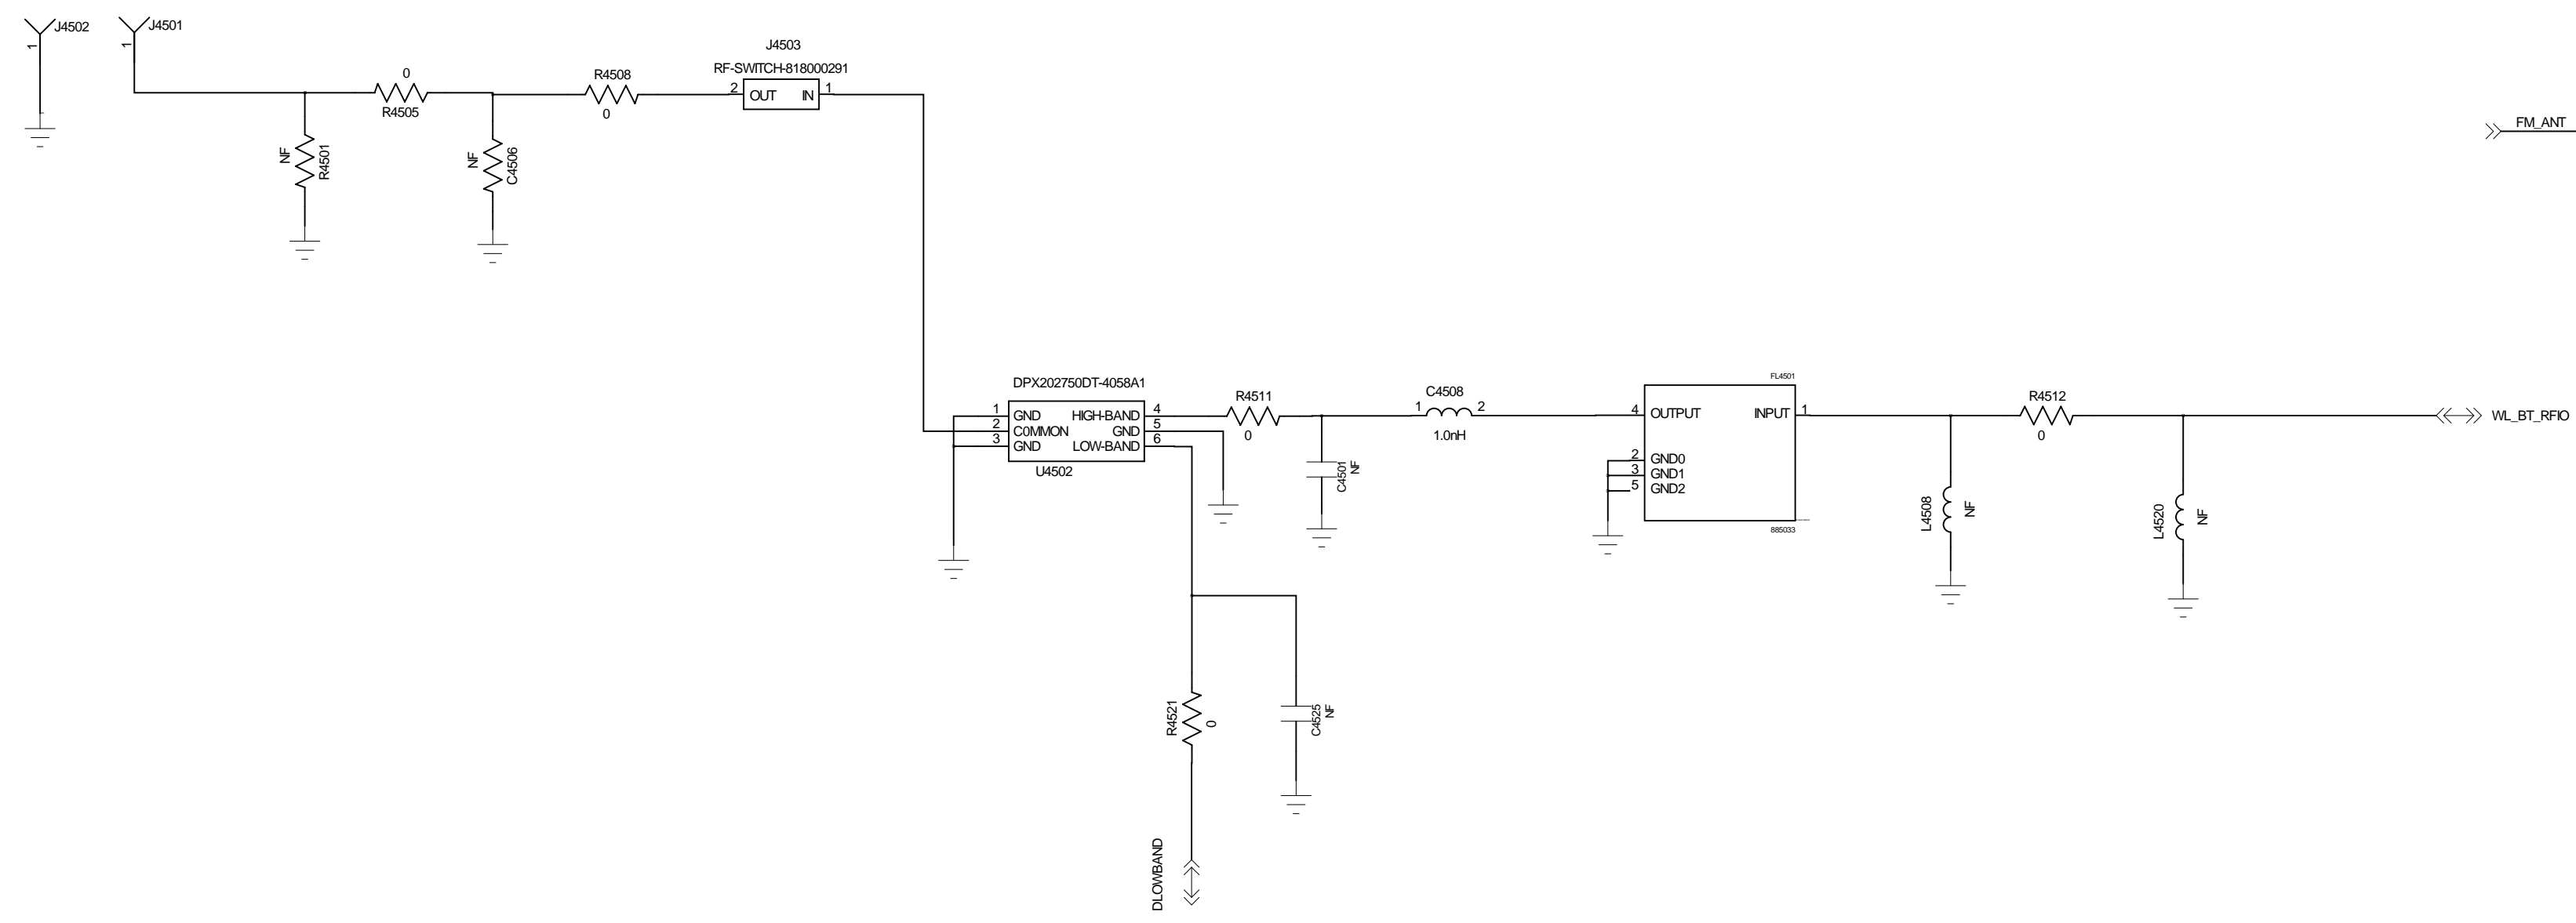 J4502
1
J4501
1
0
R4505
NF
R4501
NF
C4506
R4508
0
J4503
RF-SWITCH-818000291
2 OUT IN 1
FM_ANT
DPX202750DT-4058A1
1 GND HIGH-BAND 4
2 C0MMON GND 5
3 GND LOW-BAND 6
U4502
R4511
0
C4501
NF
C4508
1 2
1.0nH
FL4501
4 OUTPUT INPUT 1
2 GND0
3 GND1
5 GND2
885033
L4508
NF
R4512
0
L4520
NF
WL_BT_RFIO
R4521
0
C4525
NF
DLOWBAND